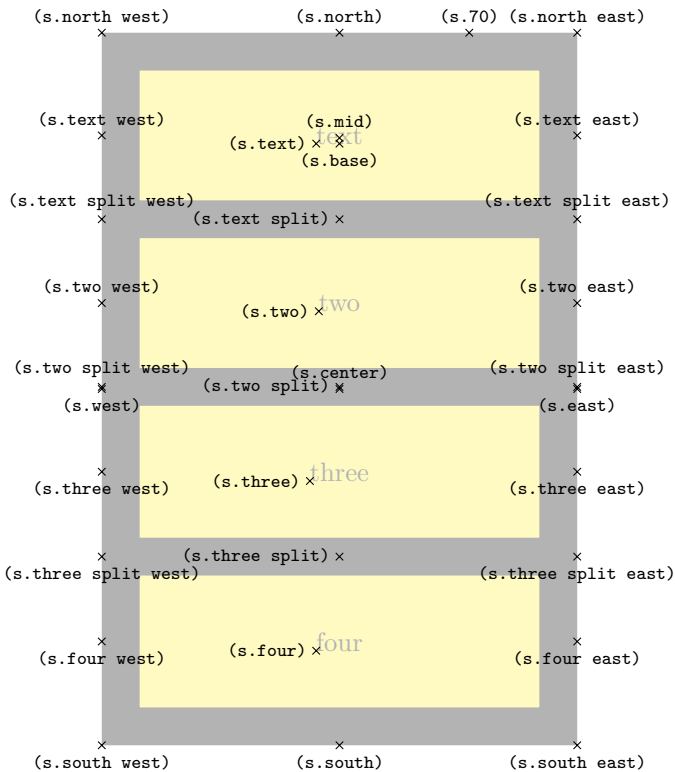 (s.north west) (s.north) (s.70) (s.north east)
(s.text west) (s.mid) (s.text east)
(s.text) text
(s.base)
(s.text split west) (s.text split) (s.text split east)
(s.two west) (s.two east)
(s.two) two
(s.two split west) (s.center) (s.two split east)
(s.two split)
(s.west) (s.east)
three
(s.three)
(s.three west) (s.three east)
(s.three split)
(s.three split west) (s.three split east)
(s.four) four
(s.four west) (s.four east)
(s.south west) (s.south) (s.south east)